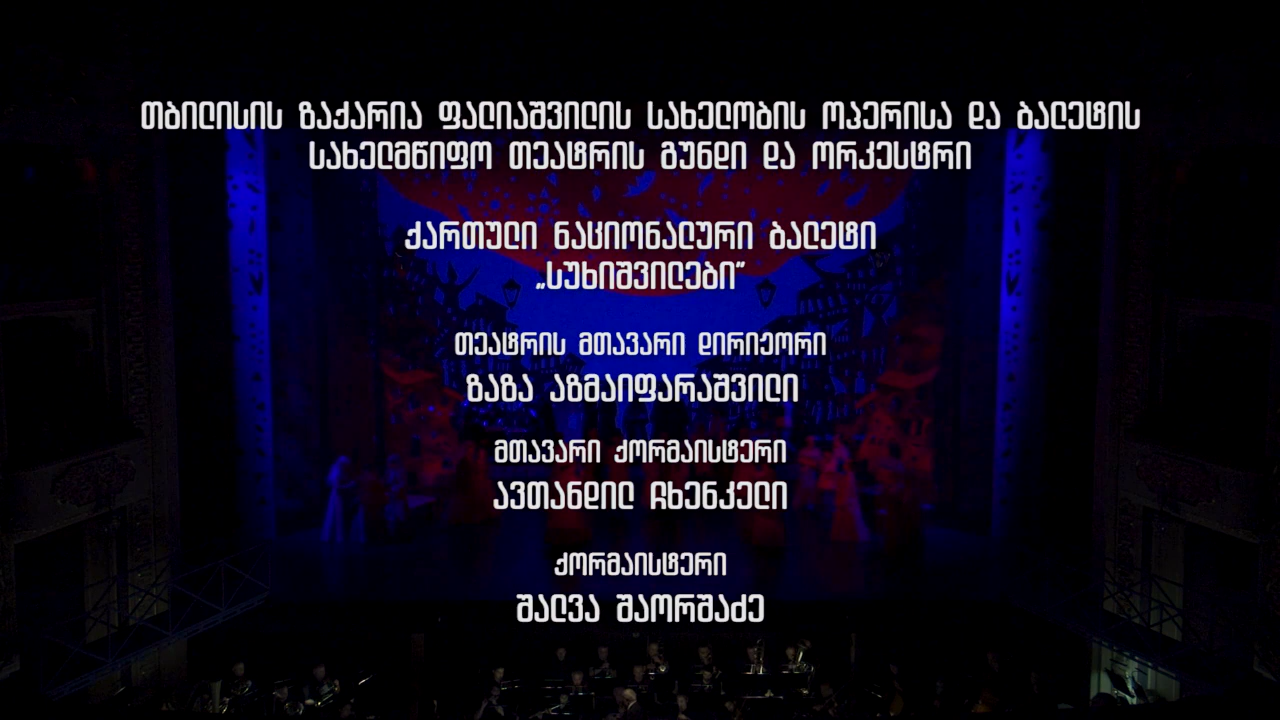 თბილისის ზაქარია ფალიაშვილის სახელობის ოპერისა და ბალეტის
სახელმწიფო თეატრის გუნდი და ორკესტრი
ქართული ნაციონალური ბალეტი
„სუხიშვილები”
თეატრის მთავარი დირიჟორი
ზაზა აზმაიფარაშვილი
მთავარი ქორმაისტერი
ავთანდილ ჩხენკელი
ქორმაისტერი
შალვა შაორშაძე